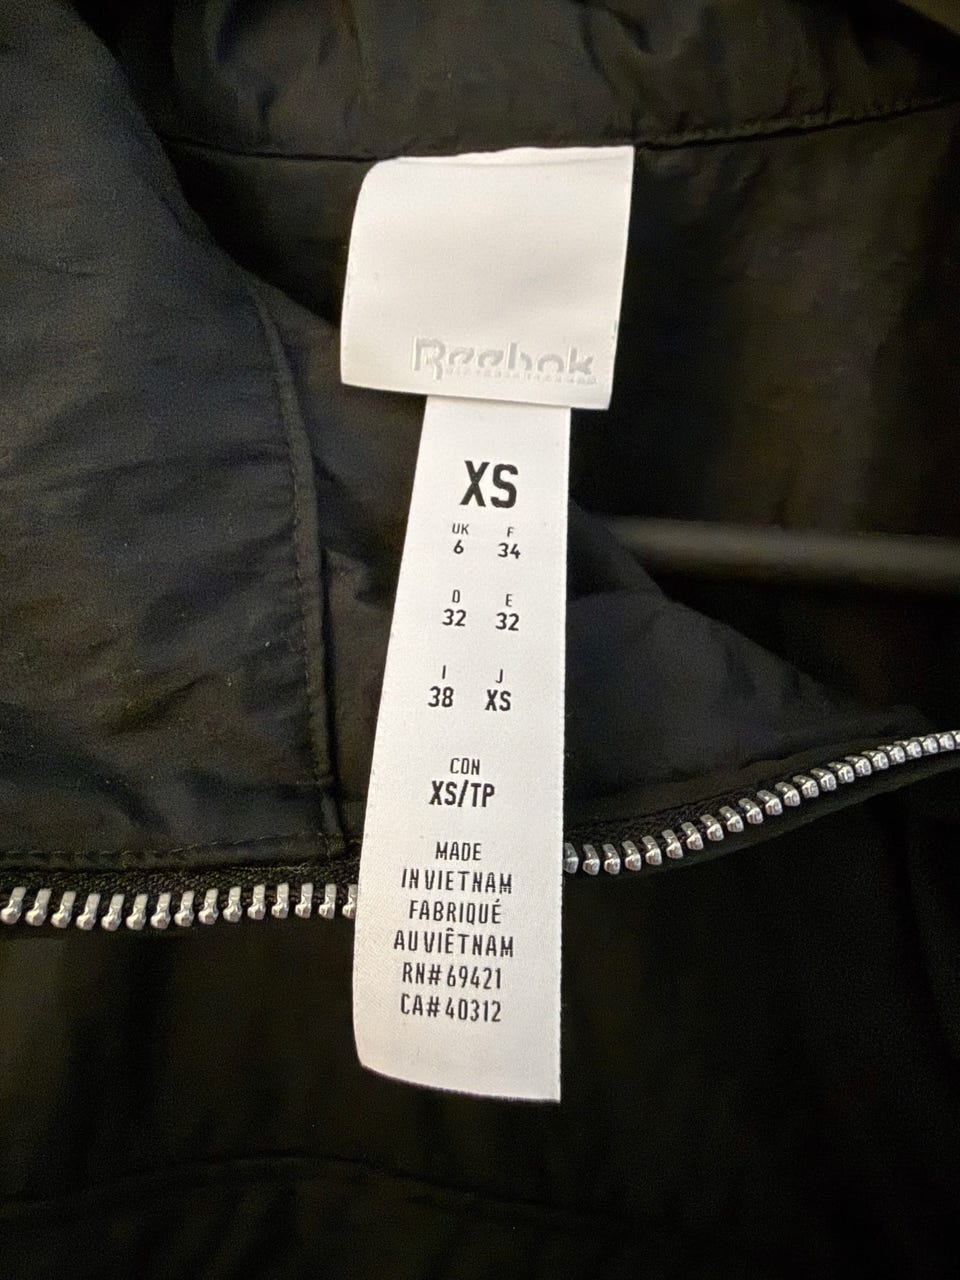 Reebok
XS
UK F
6 34
D E
32 32
I J
38 XS
CDN
XS/TP
MADE
IN VIETNAM
FABRIQUÉ
AU VIÊTNAM
RN# 69421
CA# 40312